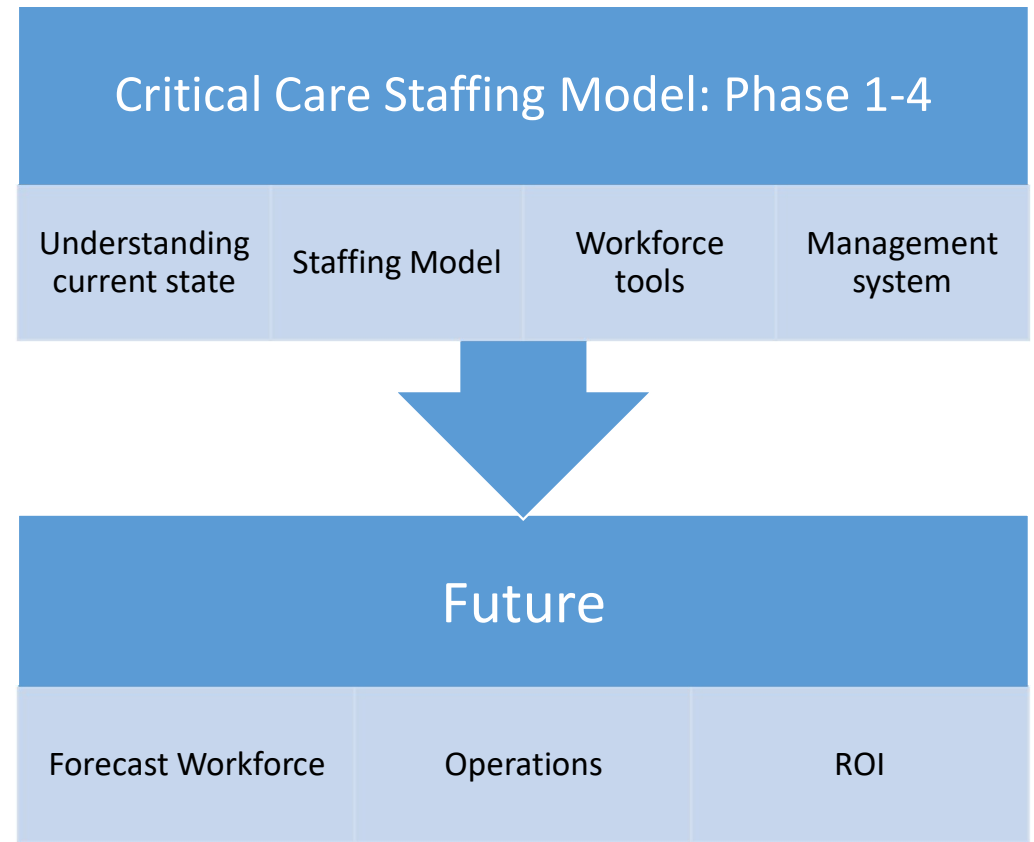 Critical Care Staffing Model: Phase 1-4
Understanding
current state
Staffing Model
Workforce
tools
Management
system
Future
Forecast Workforce
Operations
ROI